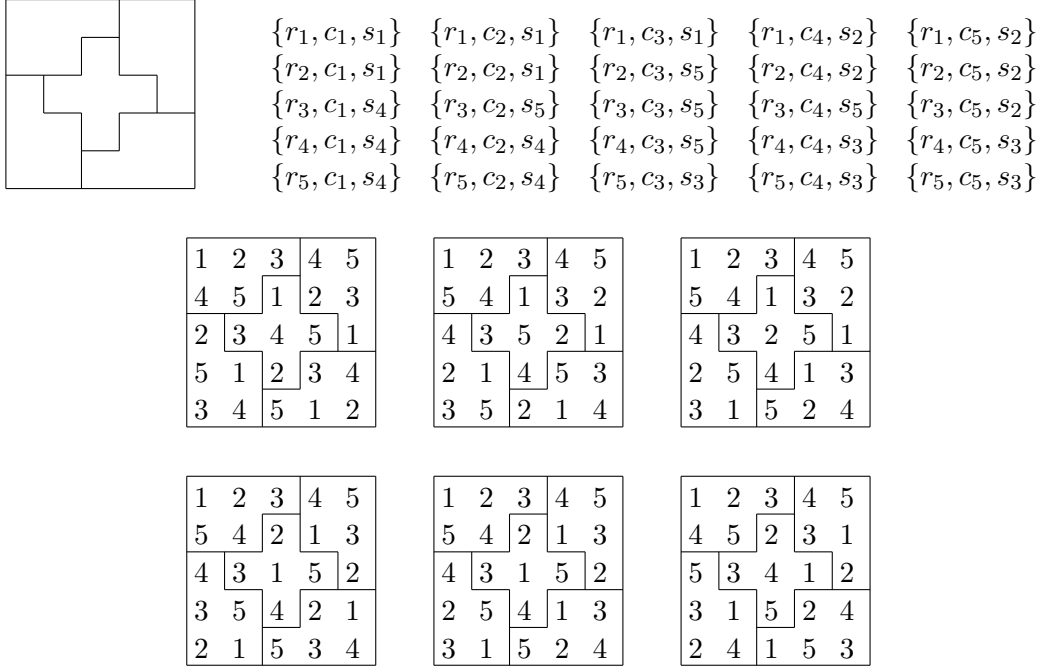 {r₁, c₁, s₁} {r₁, c₂, s₁} {r₁, c₃, s₁} {r₁, c₄, s₂} {r₁, c₅, s₂}
{r₂, c₁, s₁} {r₂, c₂, s₁} {r₂, c₃, s₅} {r₂, c₄, s₂} {r₂, c₅, s₂}
{r₃, c₁, s₄} {r₃, c₂, s₅} {r₃, c₃, s₅} {r₃, c₄, s₅} {r₃, c₅, s₂}
{r₄, c₁, s₄} {r₄, c₂, s₄} {r₄, c₃, s₅} {r₄, c₄, s₃} {r₄, c₅, s₃}
{r₅, c₁, s₄} {r₅, c₂, s₄} {r₅, c₃, s₃} {r₅, c₄, s₃} {r₅, c₅, s₃}
1 2 3 4 5
4 5 1 2 3
2 3 4 5 1
5 1 2 3 4
3 4 5 1 2
1 2 3 4 5
5 4 1 3 2
4 3 5 2 1
2 1 4 5 3
3 5 2 1 4
1 2 3 4 5
5 4 1 3 2
4 3 2 5 1
2 5 4 1 3
3 1 5 2 4
1 2 3 4 5
5 4 2 1 3
4 3 1 5 2
3 5 4 2 1
2 1 5 3 4
1 2 3 4 5
5 4 2 1 3
4 3 1 5 2
2 5 4 1 3
3 1 5 2 4
1 2 3 4 5
4 5 2 3 1
5 3 4 1 2
3 1 5 2 4
2 4 1 5 3